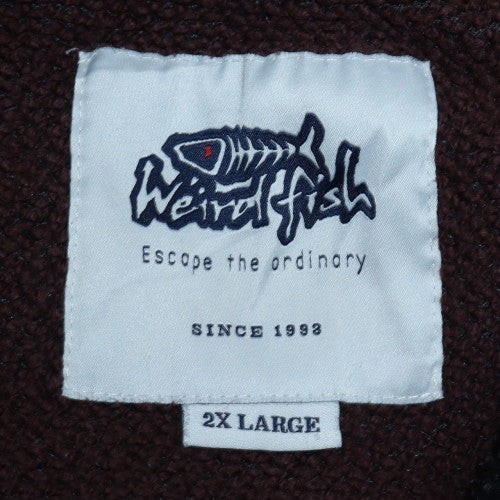 Weird fish
Escape the ordinary
SINCE 1993
2X LARGE